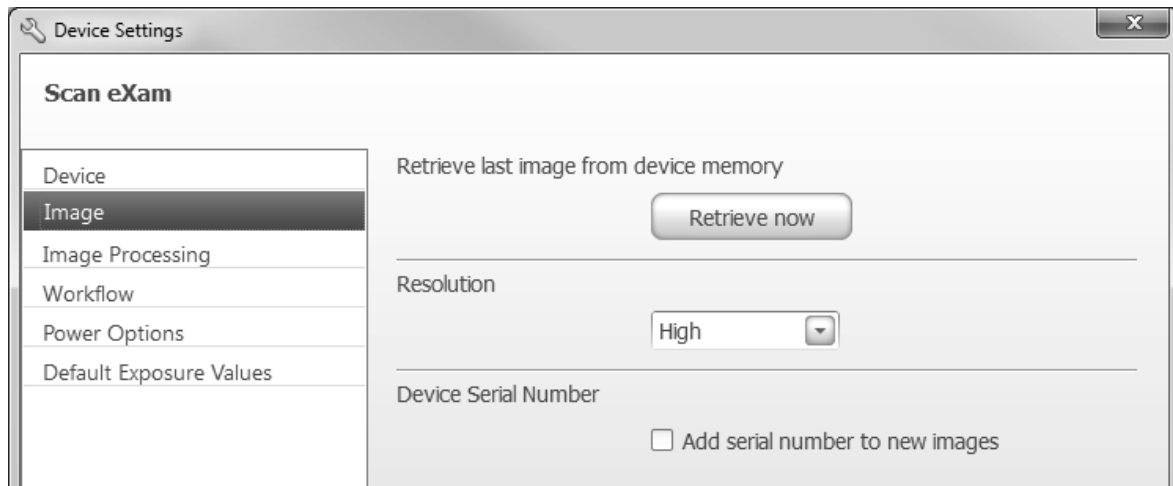 Device Settings
Scan eXam
Device
Image
Image Processing
Workflow
Power Options
Default Exposure Values
Retrieve last image from device memory
Retrieve now
Resolution
High
Device Serial Number
Add serial number to new images